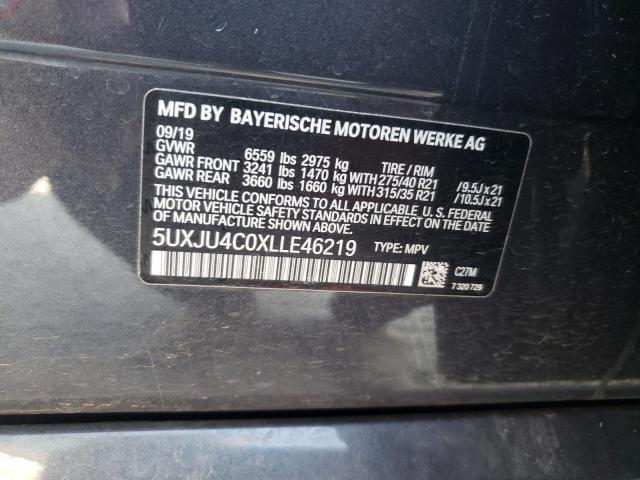 MFD BY BAYERISCHE MOTOREN WERKE AG
09/19
GVWR 6559 lbs 2975 kg TIRE / RIM
GAWR FRONT 3241 lbs 1470 kg WITH 275/40 R21 /9.5J x 21
GAWR REAR 3660 lbs 1660 kg WITH 315/35 R21 /10.5J x 21
THIS VEHICLE CONFORMS TO ALL APPLICABLE U. S. FEDERAL
MOTOR VEHICLE SAFETY STANDARDS IN EFFECT ON THE DATE
OF MANUFACTURE SHOWN ABOVE.
5UXJU4C0XLLE46219 TYPE: MPV
C27M
7 320 729